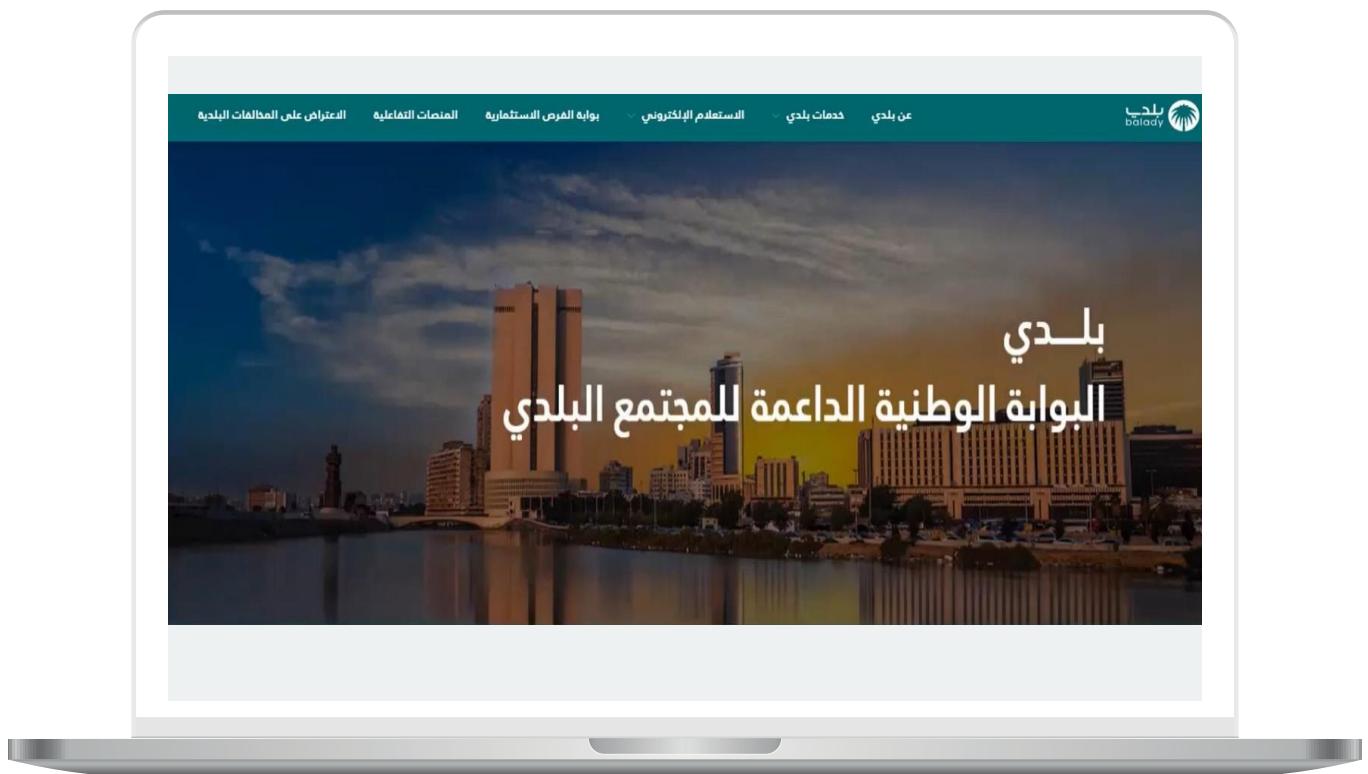 بلدي
balady
عن بلدي
خدمات بلدي
الاستعلام الإلكتروني
بوابة الفرص الاستثمارية
المنصات التفاعلية
الاعتراض على المخالفات البلدية
بلــدي
البوابة الوطنية الداعمة للمجتمع البلدي